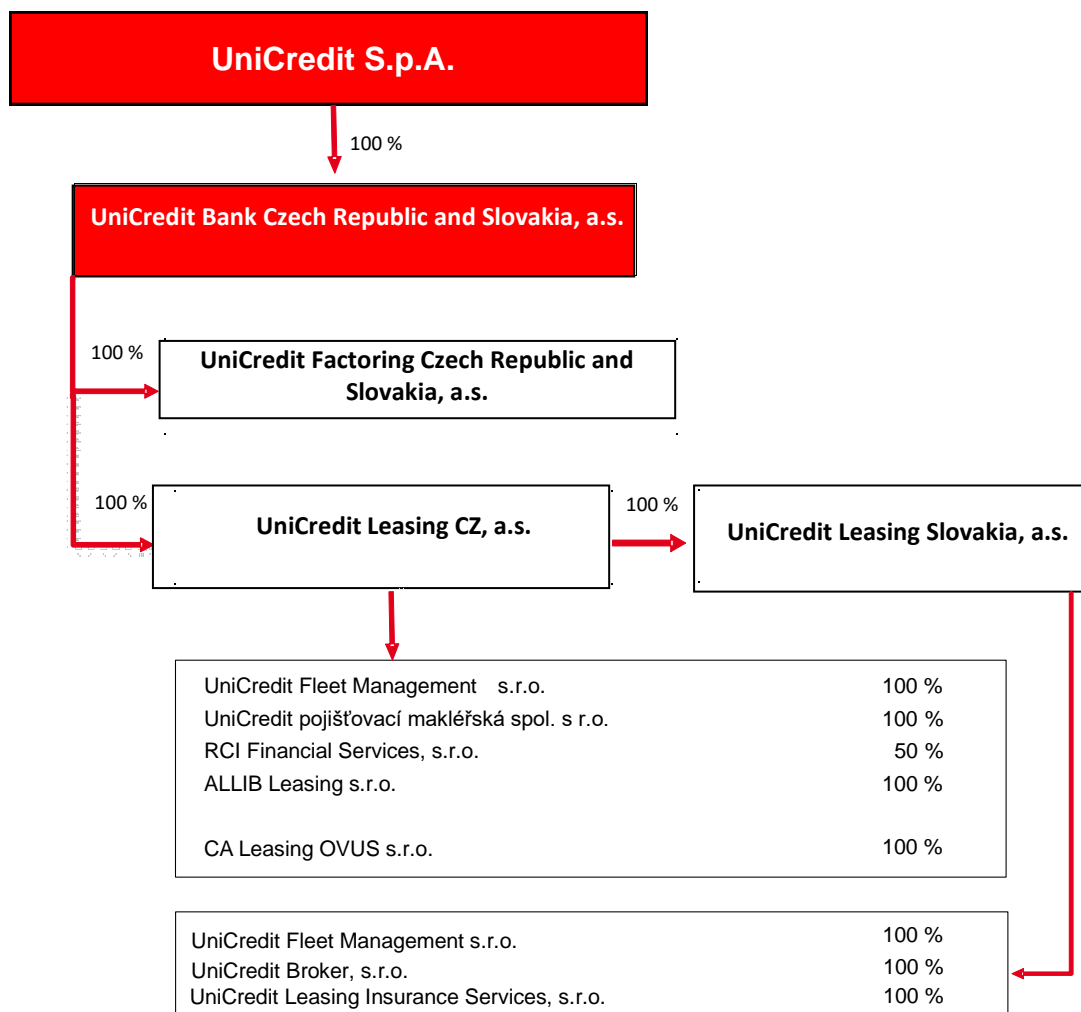 UniCredit S.p.A.
100 %
UniCredit Bank Czech Republic and Slovakia, a.s.
100 %
UniCredit Factoring Czech Republic and
Slovakia, a.s.
100 %
UniCredit Leasing CZ, a.s.
100 %
UniCredit Leasing Slovakia, a.s.
UniCredit Fleet Management s.r.o. 100 %
UniCredit pojišťovací makléřská spol. s r.o. 100 %
RCI Financial Services, s.r.o. 50 %
ALLIB Leasing s.r.o. 100 %
CA Leasing OVUS s.r.o. 100 %
UniCredit Fleet Management s.r.o. 100 %
UniCredit Broker, s.r.o. 100 %
UniCredit Leasing Insurance Services, s.r.o. 100 %